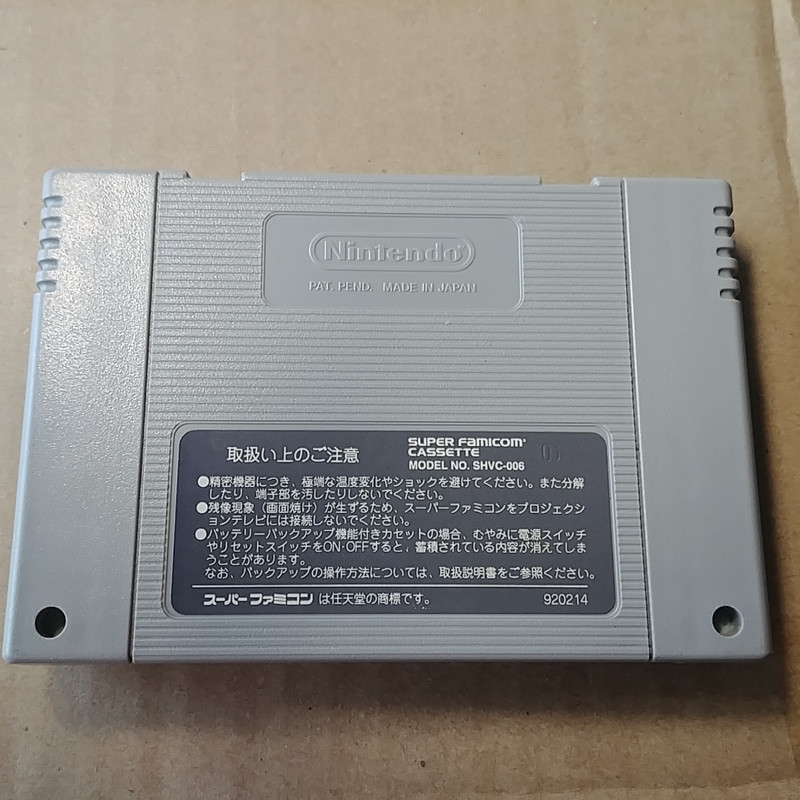 Nintendo®
PAT. PEND. MADE IN JAPAN
取扱い上のご注意
SUPER FAMICOM®
CASSETTE
MODEL NO. SHVC-006
●精密機器につき、極端な温度変化やショックを避けてください。また分解
したり、端子部を汚したりしないでください。
●残像現象（画面焼け）が生ずるため、スーパーファミコンをプロジェクシ
ョンテレビには接続しないでください。
●バッテリーバックアップ機能付きカセットの場合、むやみに電源スイッチ
やリセットスイッチをON·OFFすると、蓄積されている内容が消えてしま
うことがあります。
なお、バックアップの操作方法については、取扱説明書をご参照ください。
スーパーファミコンは任天堂の商標です。
920214